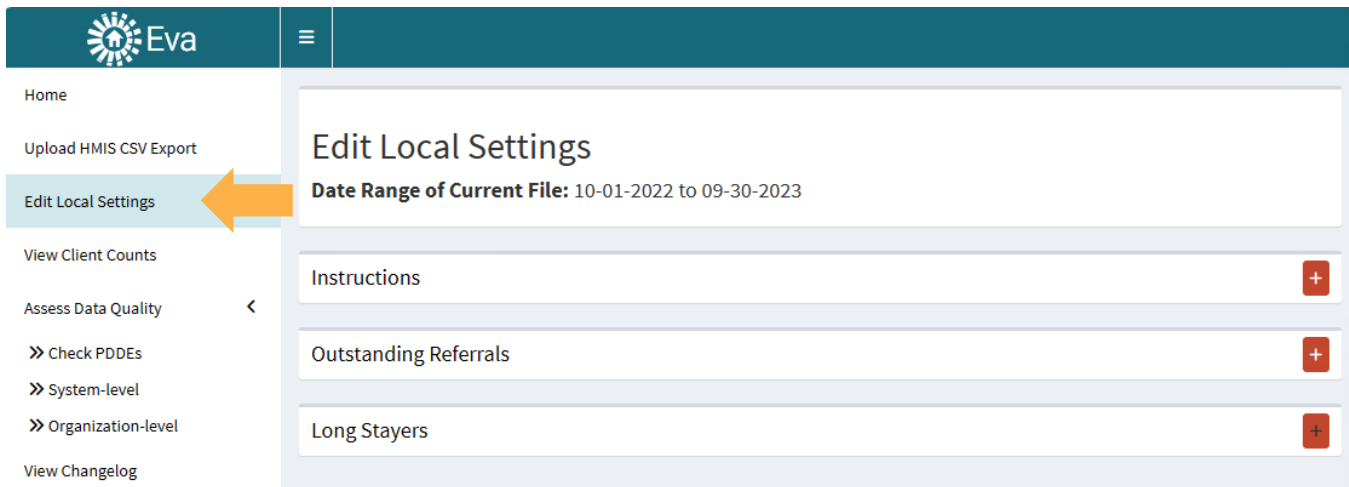 Eva
Home
Upload HMIS CSV Export
Edit Local Settings
View Client Counts
Assess Data Quality
Check PDDEs
System-level
Organization-level
View Changelog
Edit Local Settings
Date Range of Current File: 10-01-2022 to 09-30-2023
Instructions
Outstanding Referrals
Long Stayers